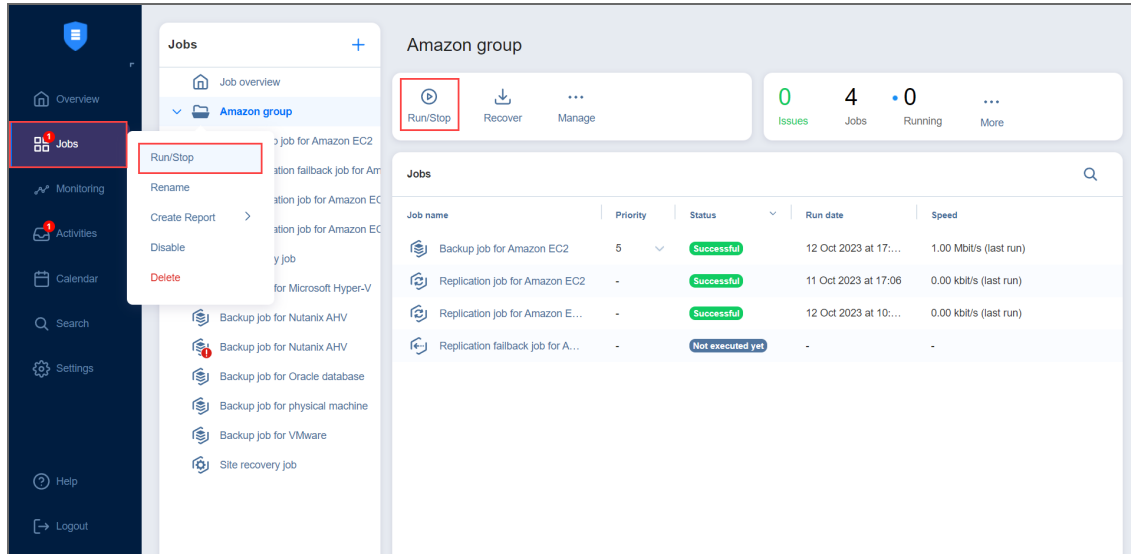 Overview
1
Jobs
Monitoring
1
Activities
Calendar
Search
Settings
Help
Logout
Jobs
+
Job overview
Amazon group
job for Amazon EC2
failback job for Am
job for Amazon EC
job for Amazon EC
job
for Microsoft Hyper-V
Backup job for Nutanix AHV
Backup job for Nutanix AHV
Backup job for Oracle database
Backup job for physical machine
Backup job for VMware
Site recovery job
Run/Stop
Rename
Create Report
Disable
Delete
Amazon group
Run/Stop
Recover
Manage
0 4 0
Issues Jobs Running More
Jobs
Job name Priority Status Run date Speed
Backup job for Amazon EC2 5 Successful 12 Oct 2023 at 17:... 1.00 Mbit/s (last run)
Replication job for Amazon EC2 - Successful 11 Oct 2023 at 17:06 0.00 kbit/s (last run)
Replication job for Amazon E... - Successful 12 Oct 2023 at 10:... 0.00 kbit/s (last run)
Replication failback job for A... - Not executed yet - -